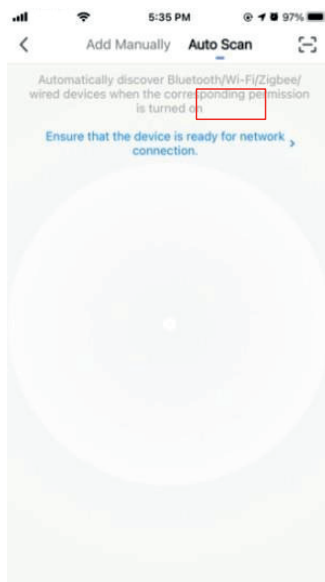 5:35 PM
97%
Add Manually Auto Scan
Automatically discover Bluetooth/Wi-Fi/Zigbee/
wired devices when the corresponding permission
is turned on
Ensure that the device is ready for network
connection.